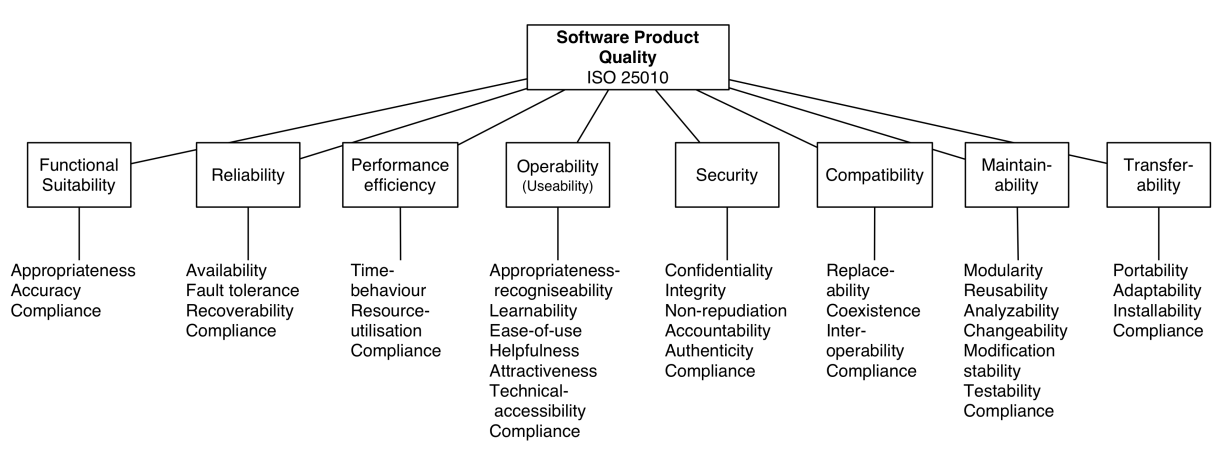 Software Product
Quality
ISO 25010
Functional
Suitability
Reliability
Performance
efficiency
Operability
(Useability)
Security
Compatibility
Maintain-
ability
Transfer-
ability
Appropriateness
Accuracy
Compliance
Availability
Fault tolerance
Recoverability
Compliance
Time-
behaviour
Resource-
utilisation
Compliance
Appropriateness-
recogniseability
Learnability
Ease-of-use
Helpfulness
Attractiveness
Technical-
accessibility
Compliance
Confidentiality
Integrity
Non-repudiation
Accountability
Authenticity
Compliance
Replace-
ability
Coexistence
Inter-
operability
Compliance
Modularity
Reusability
Analyzability
Changeability
Modification
stability
Testability
Compliance
Portability
Adaptability
Installability
Compliance